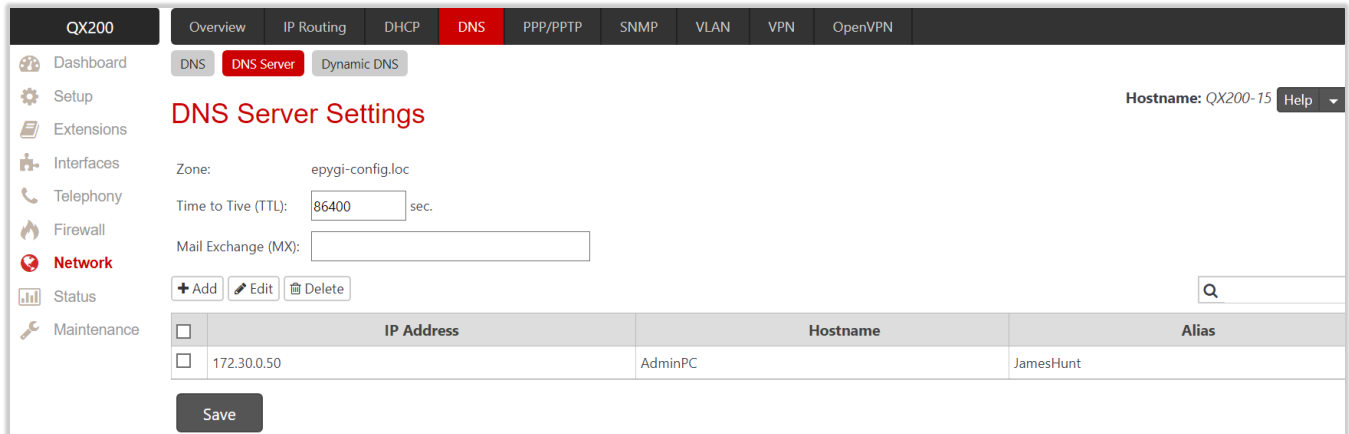 QX200 Overview IP Routing DHCP DNS PPP/PPTP SNMP VLAN VPN OpenVPN
Dashboard DNS DNS Server Dynamic DNS
Setup
Hostname: QX200-15 Help
DNS Server Settings
Extensions
Interfaces
Zone: epygi-config.loc
Telephony
Time to Tive (TTL): 86400 sec.
Firewall
Mail Exchange (MX):
Network
Add Edit Delete
Status
Maintenance
IP Address Hostname Alias
172.30.0.50 AdminPC JamesHunt
Save